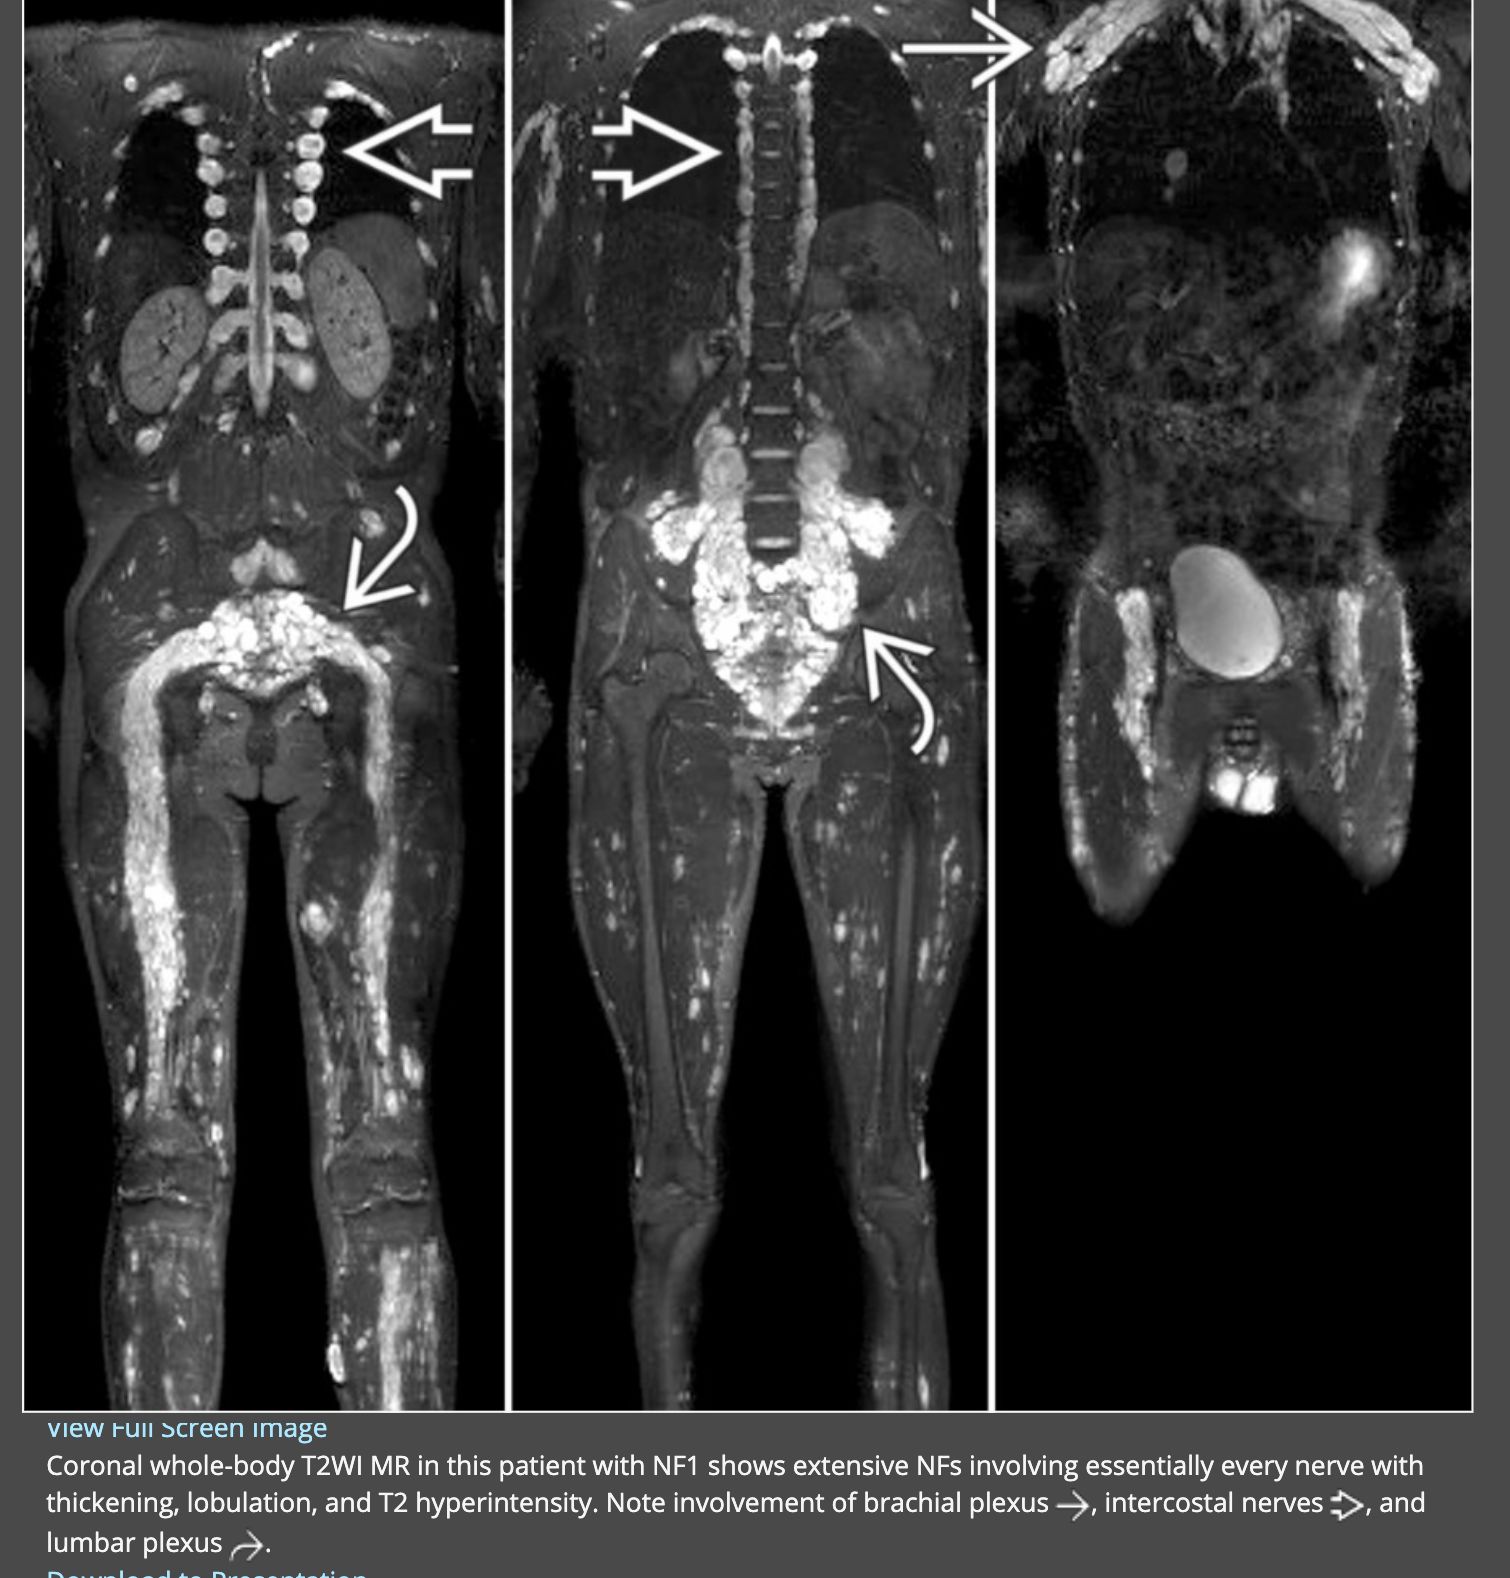 View Full Screen Image
Coronal whole-body T2WI MR in this patient with NF1 shows extensive NFs involving essentially every nerve with
thickening, lobulation, and T2 hyperintensity. Note involvement of brachial plexus →, intercostal nerves ⇨, and
lumbar plexus ↷.
Download to Presentation